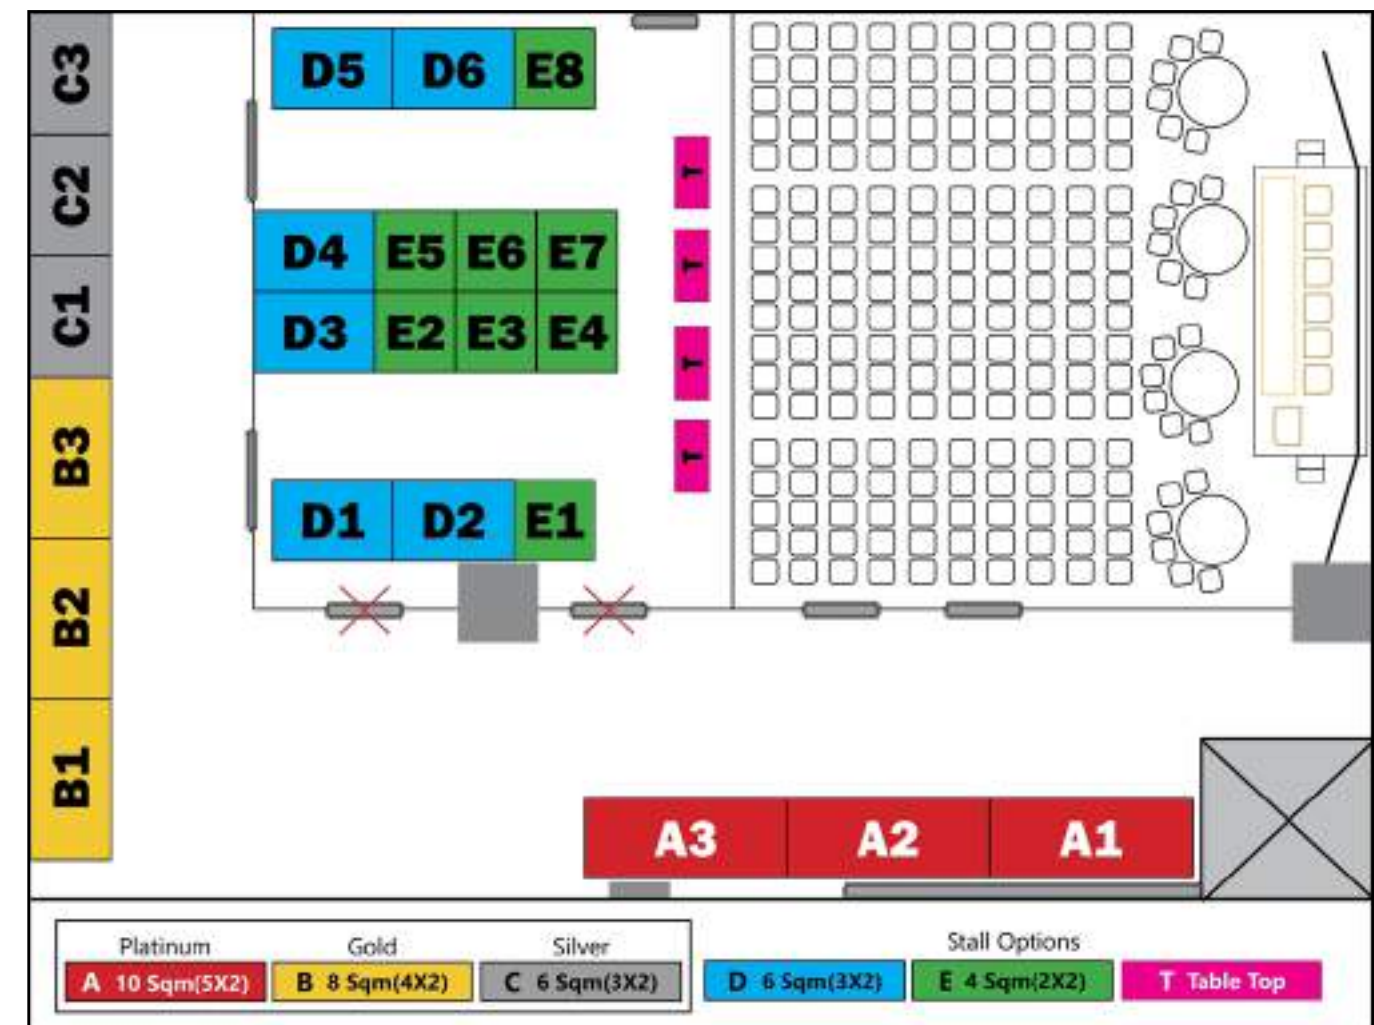 C3
C2
C1
B3
B2
B1
D5 D6 E8
D4 E5 E6 E7
D3 E2 E3 E4
D1 D2 E1
T
T
T
T
A3 A2 A1
Platinum Gold Silver
A 10 Sqm(5X2) B 8 Sqm(4X2) C 6 Sqm(3X2)
Stall Options
D 6 Sqm(3X2) E 4 Sqm(2X2) T Table Top